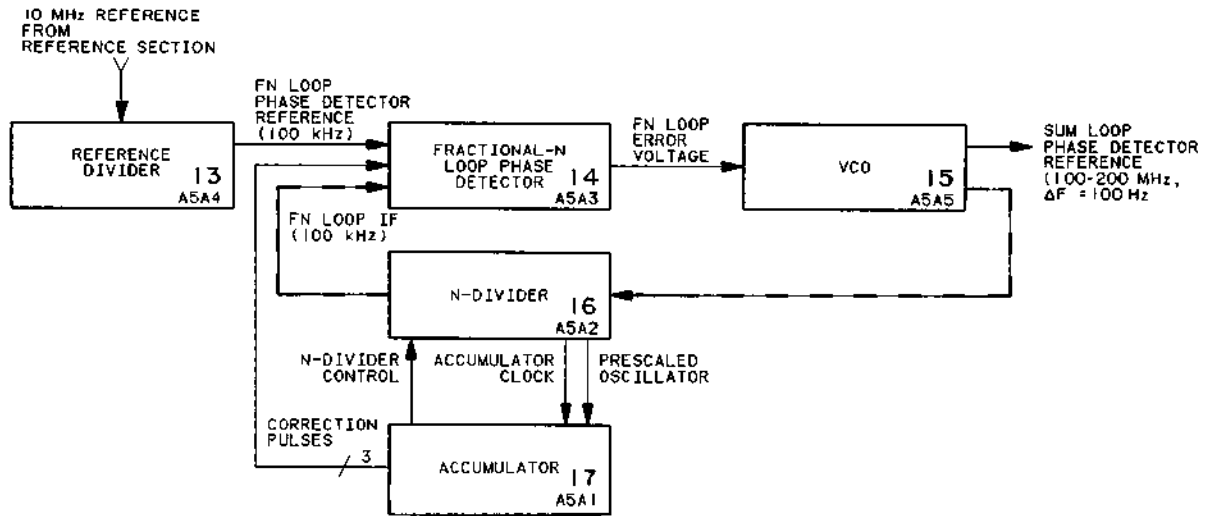 10 MHz REFERENCE
FROM
REFERENCE SECTION
REFERENCE
DIVIDER
13
A5A4
FN LOOP
PHASE DETECTOR
REFERENCE
(100 kHz)
FRACTIONAL-N
LOOP PHASE
DETECTOR
14
A5A3
FN LOOP
ERROR
VOLTAGE
VCO
15
A5A5
SUM LOOP
PHASE DETECTOR
REFERENCE
(100-200 MHz,
ΔF = 100 Hz
FN LOOP IF
(100 kHz)
N-DIVIDER
16
A5A2
N-DIVIDER
CONTROL
ACCUMULATOR
CLOCK
PRESCALED
OSCILLATOR
CORRECTION
PULSES
3
ACCUMULATOR
17
A5A1